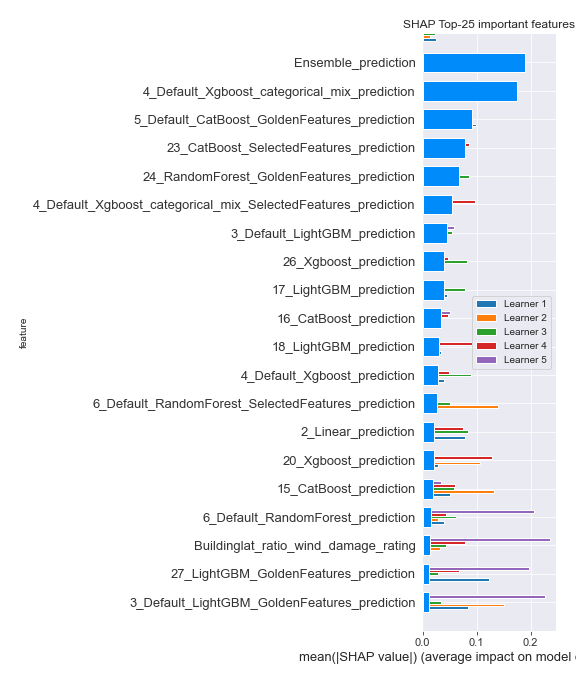 SHAP Top-25 important features
Ensemble_prediction
4_Default_Xgboost_categorical_mix_prediction
5_Default_CatBoost_GoldenFeatures_prediction
23_CatBoost_SelectedFeatures_prediction
24_RandomForest_GoldenFeatures_prediction
4_Default_Xgboost_categorical_mix_SelectedFeatures_prediction
3_Default_LightGBM_prediction
26_Xgboost_prediction
17_LightGBM_prediction
16_CatBoost_prediction
18_LightGBM_prediction
4_Default_Xgboost_prediction
6_Default_RandomForest_SelectedFeatures_prediction
2_Linear_prediction
20_Xgboost_prediction
15_CatBoost_prediction
6_Default_RandomForest_prediction
Buildinglat_ratio_wind_damage_rating
27_LightGBM_GoldenFeatures_prediction
3_Default_LightGBM_GoldenFeatures_prediction
feature
Learner 1
Learner 2
Learner 3
Learner 4
Learner 5
0.0 0.1 0.2
mean(|SHAP value|) (average impact on model